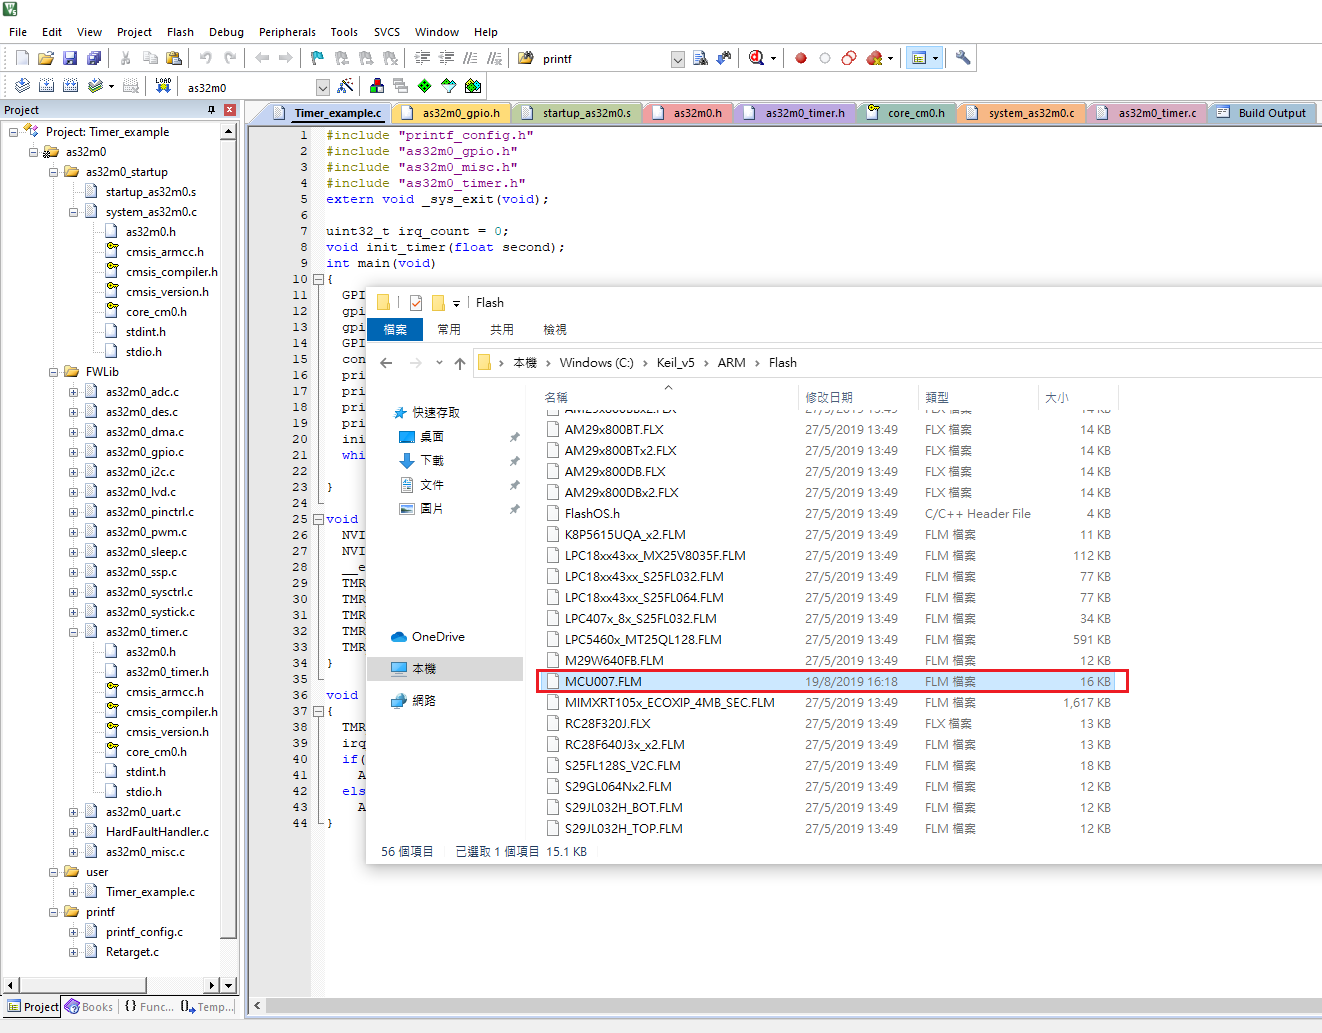 File Edit View Project Flash Debug Peripherals Tools SVCS Window Help
printf
LOAD as32m0
Project
Timer_example.c as32m0_gpio.h startup_as32m0.s as32m0.h as32m0_timer.h core_cm0.h system_as32m0.c as32m0_timer.c Build Output
Project: Timer_example
as32m0
as32m0_startup
startup_as32m0.s
system_as32m0.c
as32m0.h
cmsis_armcc.h
cmsis_compiler.h
cmsis_version.h
core_cm0.h
stdint.h
stdio.h
FWLib
as32m0_adc.c
as32m0_des.c
as32m0_dma.c
as32m0_gpio.c
as32m0_i2c.c
as32m0_lvd.c
as32m0_pinctrl.c
as32m0_pwm.c
as32m0_sleep.c
as32m0_ssp.c
as32m0_sysctrl.c
as32m0_systick.c
as32m0_timer.c
as32m0.h
as32m0_timer.h
cmsis_armcc.h
cmsis_compiler.h
cmsis_version.h
core_cm0.h
stdint.h
stdio.h
as32m0_uart.c
HardFaultHandler.c
as32m0_misc.c
user
Timer_example.c
printf
printf_config.c
Retarget.c
Project Books {} Func... Temp...
1 #include "printf_config.h"
2 #include "as32m0_gpio.h"
3 #include "as32m0_misc.h"
4 #include "as32m0_timer.h"
5 extern void _sys_exit(void);
6
7 uint32_t irq_count = 0;
8 void init_timer(float second);
9 int main(void)
10 {
11 GPI
12 gpi
13 gpi
14 GPI
15 con
16 pri
17 pri
18 pri
19 pri
20 ini
21 whi
22
23 }
24
25 void
26 NVI
27 NVI
28 __e
29 TMR
30 TMR
31 TMR
32 TMR
33 TMR
34 }
35
36 void
37 {
38 TMR
39 irq
40 if(
41 A
42 els
43 A
44 }
Flash
檔案 常用 共用 檢視
本機 Windows (C:) Keil_v5 ARM Flash
快速存取
桌面
下載
文件
圖片
OneDrive
本機
網路
名稱 修改日期 類型 大小
AM29x800BBx2.FLX 27/5/2019 13:49 FLX 檔案 14 KB
AM29x800BT.FLX 27/5/2019 13:49 FLX 檔案 14 KB
AM29x800BTx2.FLX 27/5/2019 13:49 FLX 檔案 14 KB
AM29x800DB.FLX 27/5/2019 13:49 FLX 檔案 14 KB
AM29x800DBx2.FLX 27/5/2019 13:49 FLX 檔案 14 KB
FlashOS.h 27/5/2019 13:49 C/C++ Header File 4 KB
K8P5615UQA_x2.FLM 27/5/2019 13:49 FLM 檔案 11 KB
LPC18xx43xx_MX25V8035F.FLM 27/5/2019 13:49 FLM 檔案 112 KB
LPC18xx43xx_S25FL032.FLM 27/5/2019 13:49 FLM 檔案 77 KB
LPC18xx43xx_S25FL064.FLM 27/5/2019 13:49 FLM 檔案 77 KB
LPC407x_8x_S25FL032.FLM 27/5/2019 13:49 FLM 檔案 34 KB
LPC5460x_MT25QL128.FLM 27/5/2019 13:49 FLM 檔案 591 KB
M29W640FB.FLM 27/5/2019 13:49 FLM 檔案 12 KB
MCU007.FLM 19/8/2019 16:18 FLM 檔案 16 KB
MIMXRT105x_ECOXIP_4MB_SEC.FLM 27/5/2019 13:49 FLM 檔案 1,617 KB
RC28F320J.FLX 27/5/2019 13:49 FLX 檔案 13 KB
RC28F640J3x_x2.FLM 27/5/2019 13:49 FLM 檔案 13 KB
S25FL128S_V2C.FLM 27/5/2019 13:49 FLM 檔案 18 KB
S29GL064Nx2.FLM 27/5/2019 13:49 FLM 檔案 12 KB
S29JL032H_BOT.FLM 27/5/2019 13:49 FLM 檔案 12 KB
S29JL032H_TOP.FLM 27/5/2019 13:49 FLM 檔案 12 KB
56 個項目 已選取 1 個項目 15.1 KB